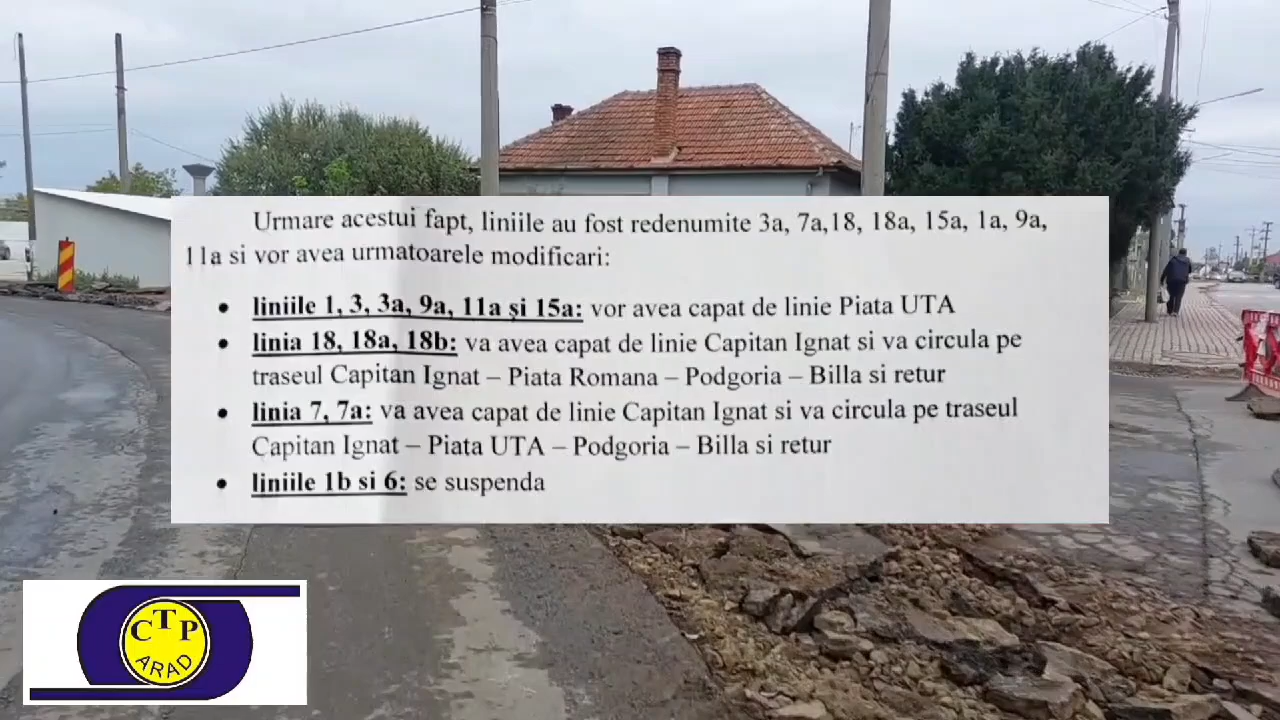 Urmare acestui fapt, liniile au fost redenumite 3a, 7a,18, 18a, 15a, 1a, 9a,
11a si vor avea urmatoarele modificari:
• liniile 1, 3, 3a, 9a, 11a și 15a: vor avea capat de linie Piata UTA
• linia 18, 18a, 18b: va avea capat de linie Capitan Ignat si va circula pe
traseul Capitan Ignat – Piata Romana – Podgoria – Billa si retur
• linia 7, 7a: va avea capat de linie Capitan Ignat si va circula pe traseul
Capitan Ignat – Piata UTA – Podgoria – Billa si retur
• liniile 1b si 6: se suspenda
CTP
ARAD